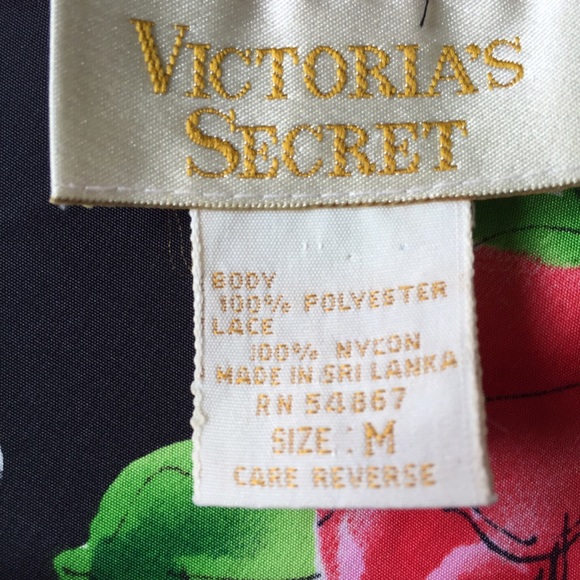 VICTORIA'S
SECRET
BODY
100% POLYESTER
LACE
100% NYLON
MADE IN SRI LANKA
RN 54867
SIZE : M
CARE REVERSE